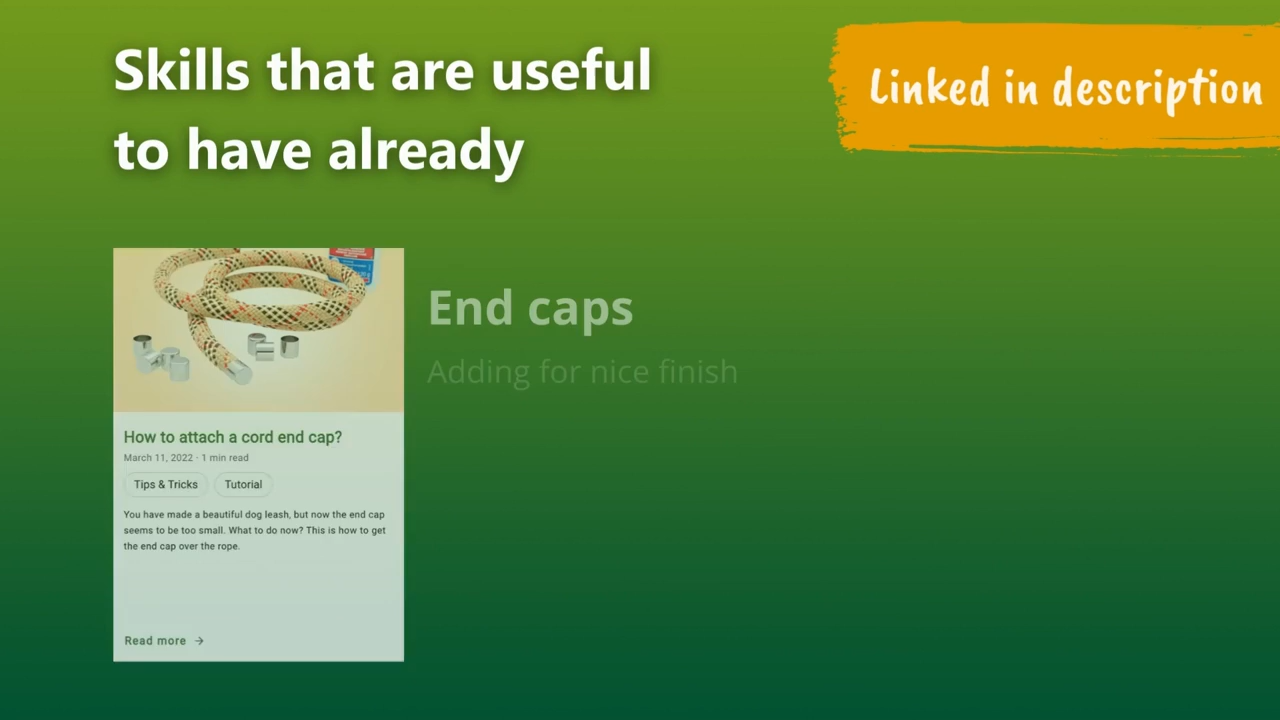 Skills that are useful
to have already
Linked in description
End caps
Adding for nice finish
How to attach a cord end cap?
March 11, 2022 · 1 min read
Tips & Tricks
Tutorial
You have made a beautiful dog leash, but now the end cap
seems to be too small. What to do now? This is how to get
the end cap over the rope.
Read more →